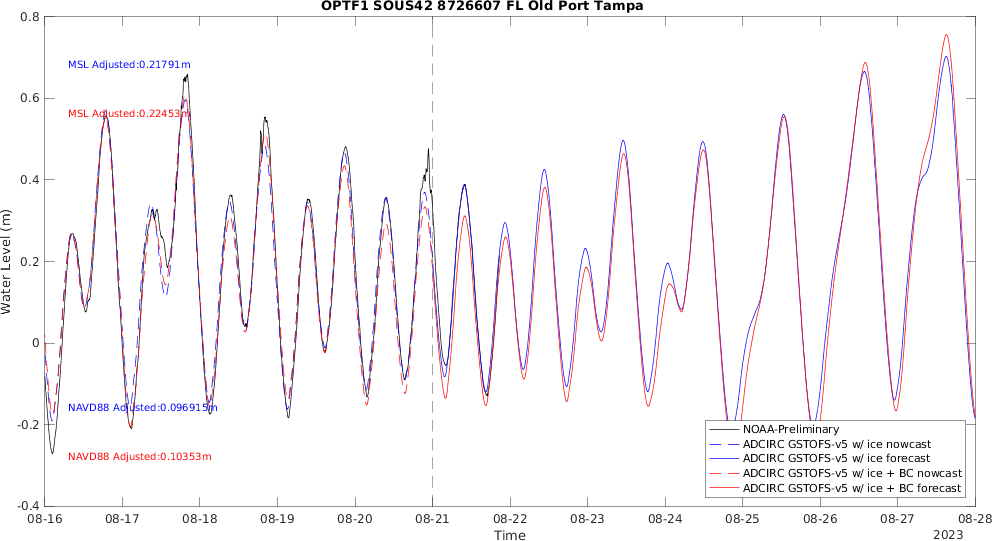 OPTF1 SOUS42 8726607 FL Old Port Tampa
0.8
0.6
0.4
0.2
0
-0.2
-0.4
Water Level (m)
MSL Adjusted:0.21791m
MSL Adjusted:0.22453m
NAVD88 Adjusted:0.096915m
NAVD88 Adjusted:0.10353m
NOAA-Preliminary
ADCIRC GSTOFS-v5 w/ ice nowcast
ADCIRC GSTOFS-v5 w/ ice forecast
ADCIRC GSTOFS-v5 w/ ice + BC nowcast
ADCIRC GSTOFS-v5 w/ ice + BC forecast
08-16 08-17 08-18 08-19 08-20 08-21 08-22 08-23 08-24 08-25 08-26 08-27 08-28
Time
2023